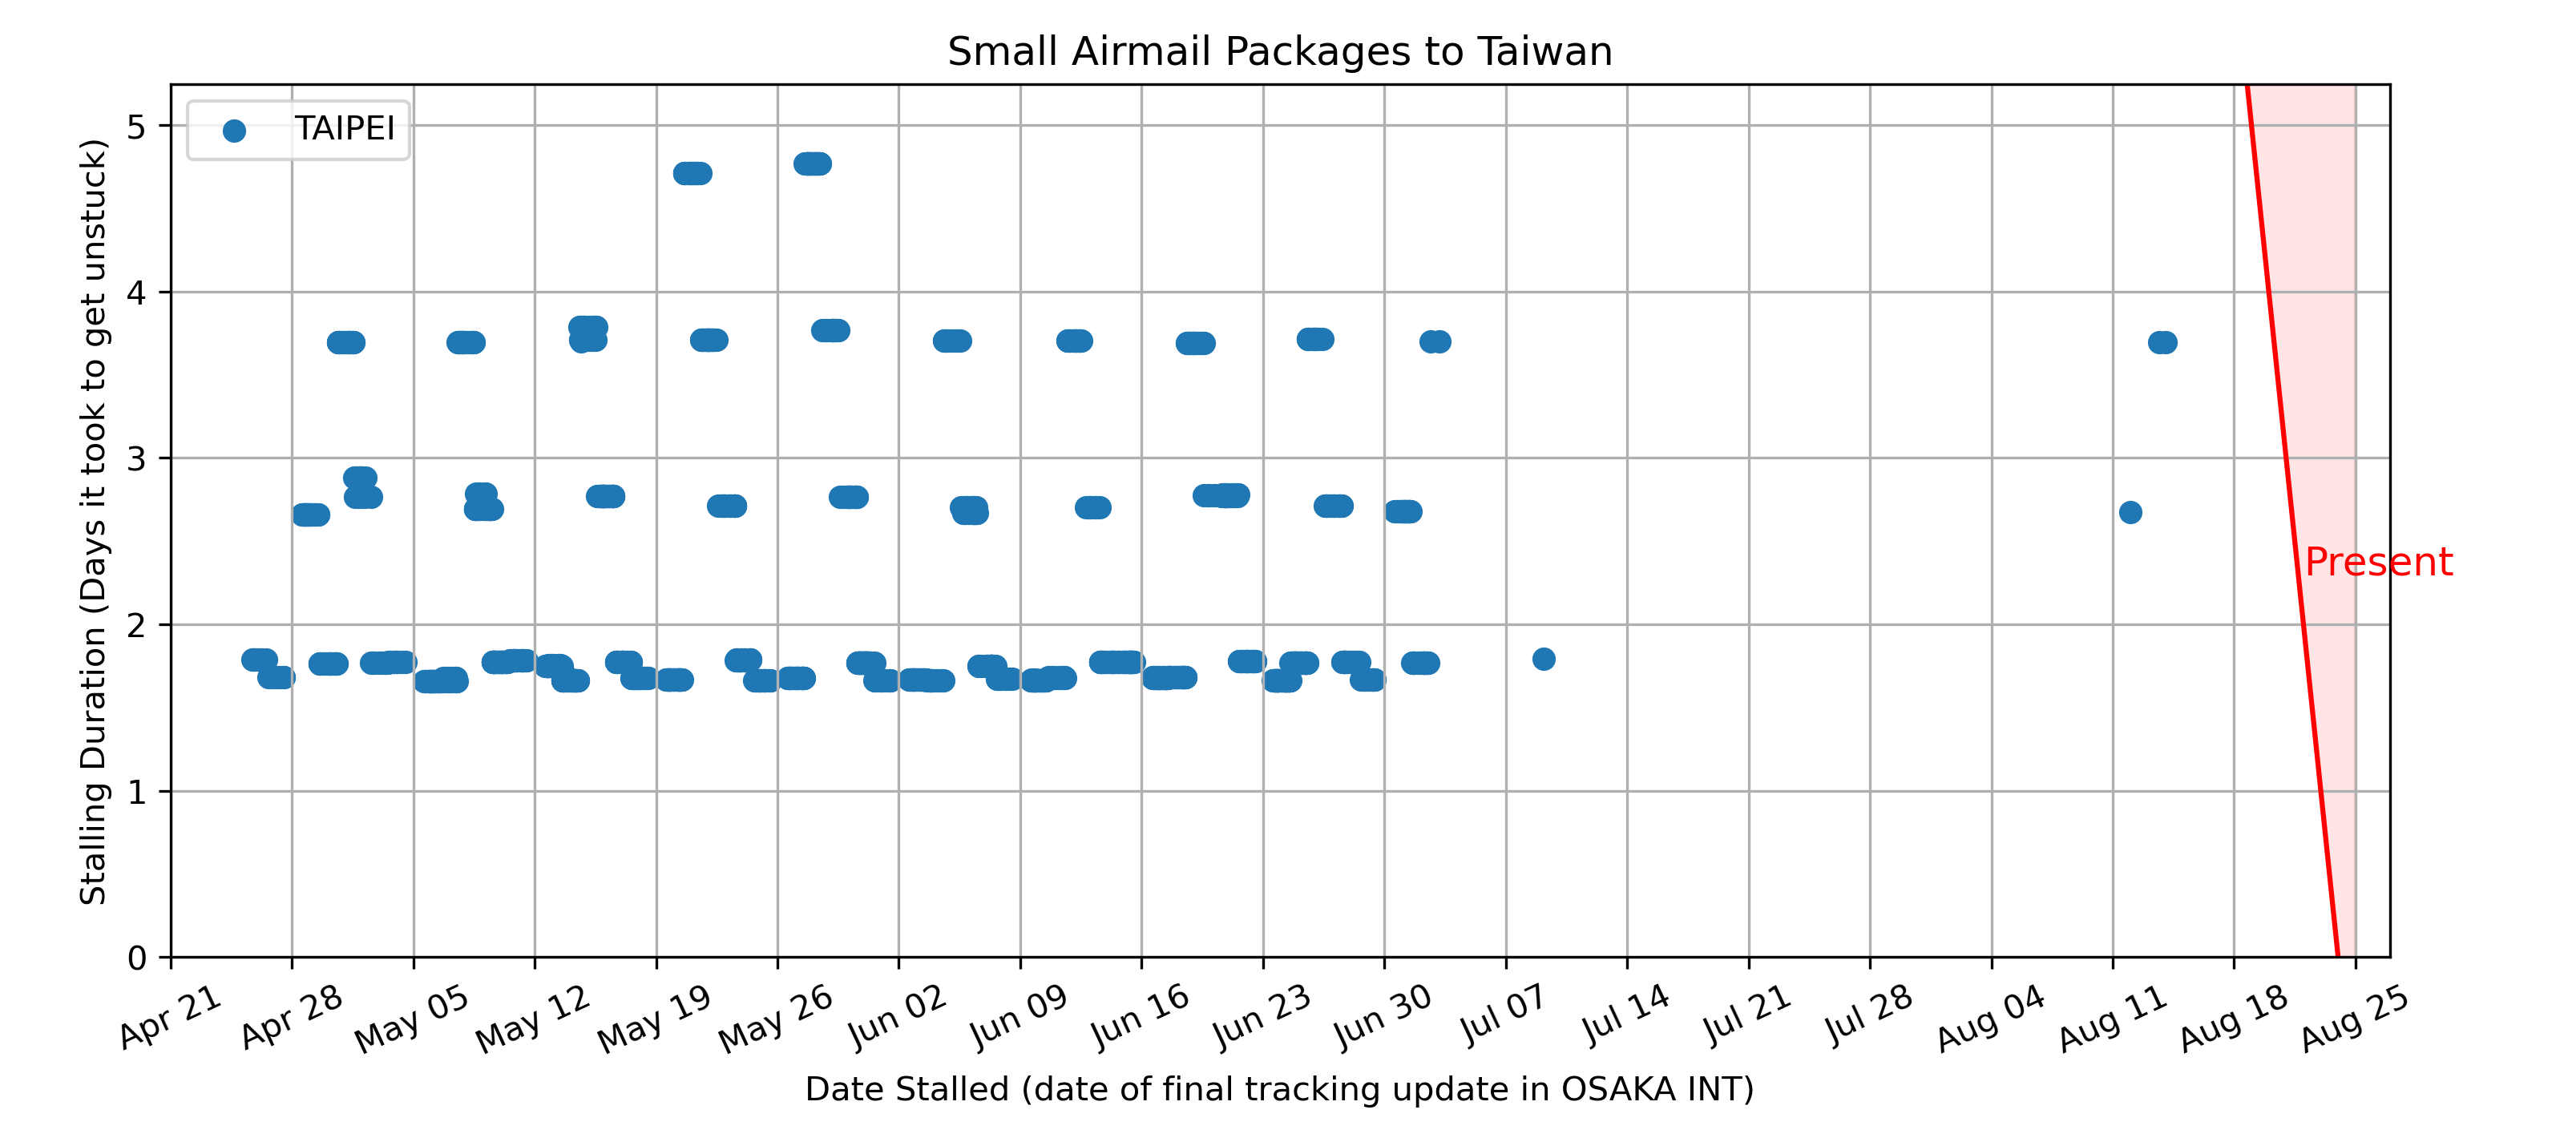 Small Airmail Packages to Taiwan
TAIPEI
Stalling Duration (Days it took to get unstuck)
5
4
3
2
1
0
Present
Apr 21 Apr 28 May 05 May 12 May 19 May 26 Jun 02 Jun 09 Jun 16 Jun 23 Jun 30 Jul 07 Jul 14 Jul 21 Jul 28 Aug 04 Aug 11 Aug 18 Aug 25
Date Stalled (date of final tracking update in OSAKA INT)